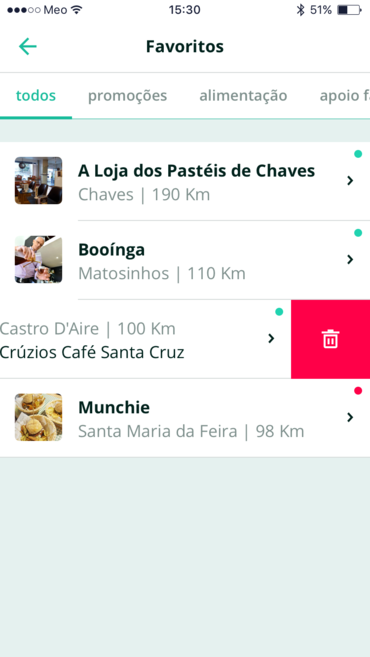 Meo 15:30 51%
Favoritos
todos promoções alimentação apoio fa
A Loja dos Pastéis de Chaves
Chaves | 190 Km
Booínga
Matosinhos | 110 Km
Castro D'Aire | 100 Km
Crúzios Café Santa Cruz
Munchie
Santa Maria da Feira | 98 Km